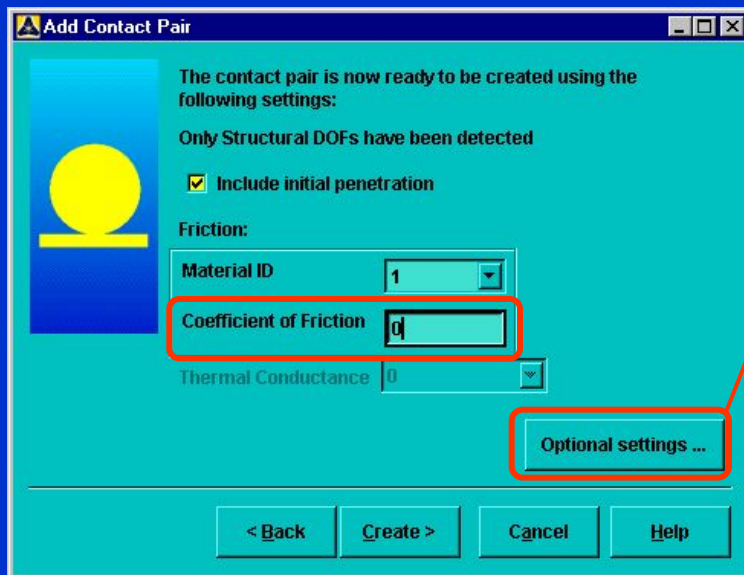 Add Contact Pair
The contact pair is now ready to be created using the
following settings:
Only Structural DOFs have been detected
Include initial penetration
Friction:
Material ID 1
Coefficient of Friction 0
Thermal Conductance 0
Optional settings ...
< Back Create > Cancel Help